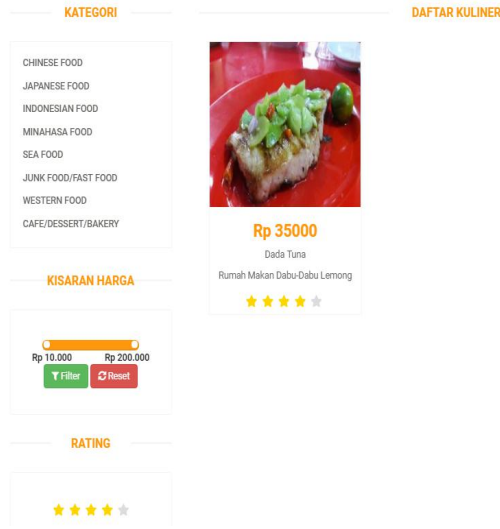 KATEGORI
CHINESE FOOD
JAPANESE FOOD
INDONESIAN FOOD
MINAHASA FOOD
SEA FOOD
JUNK FOOD/FAST FOOD
WESTERN FOOD
CAFE/DESSERT/BAKERY
KISARAN HARGA
Rp 10.000 Rp 200.000
Filter Reset
RATING
DAFTAR KULINER
Rp 35000
Dada Tuna
Rumah Makan Dabu-Dabu Lemong